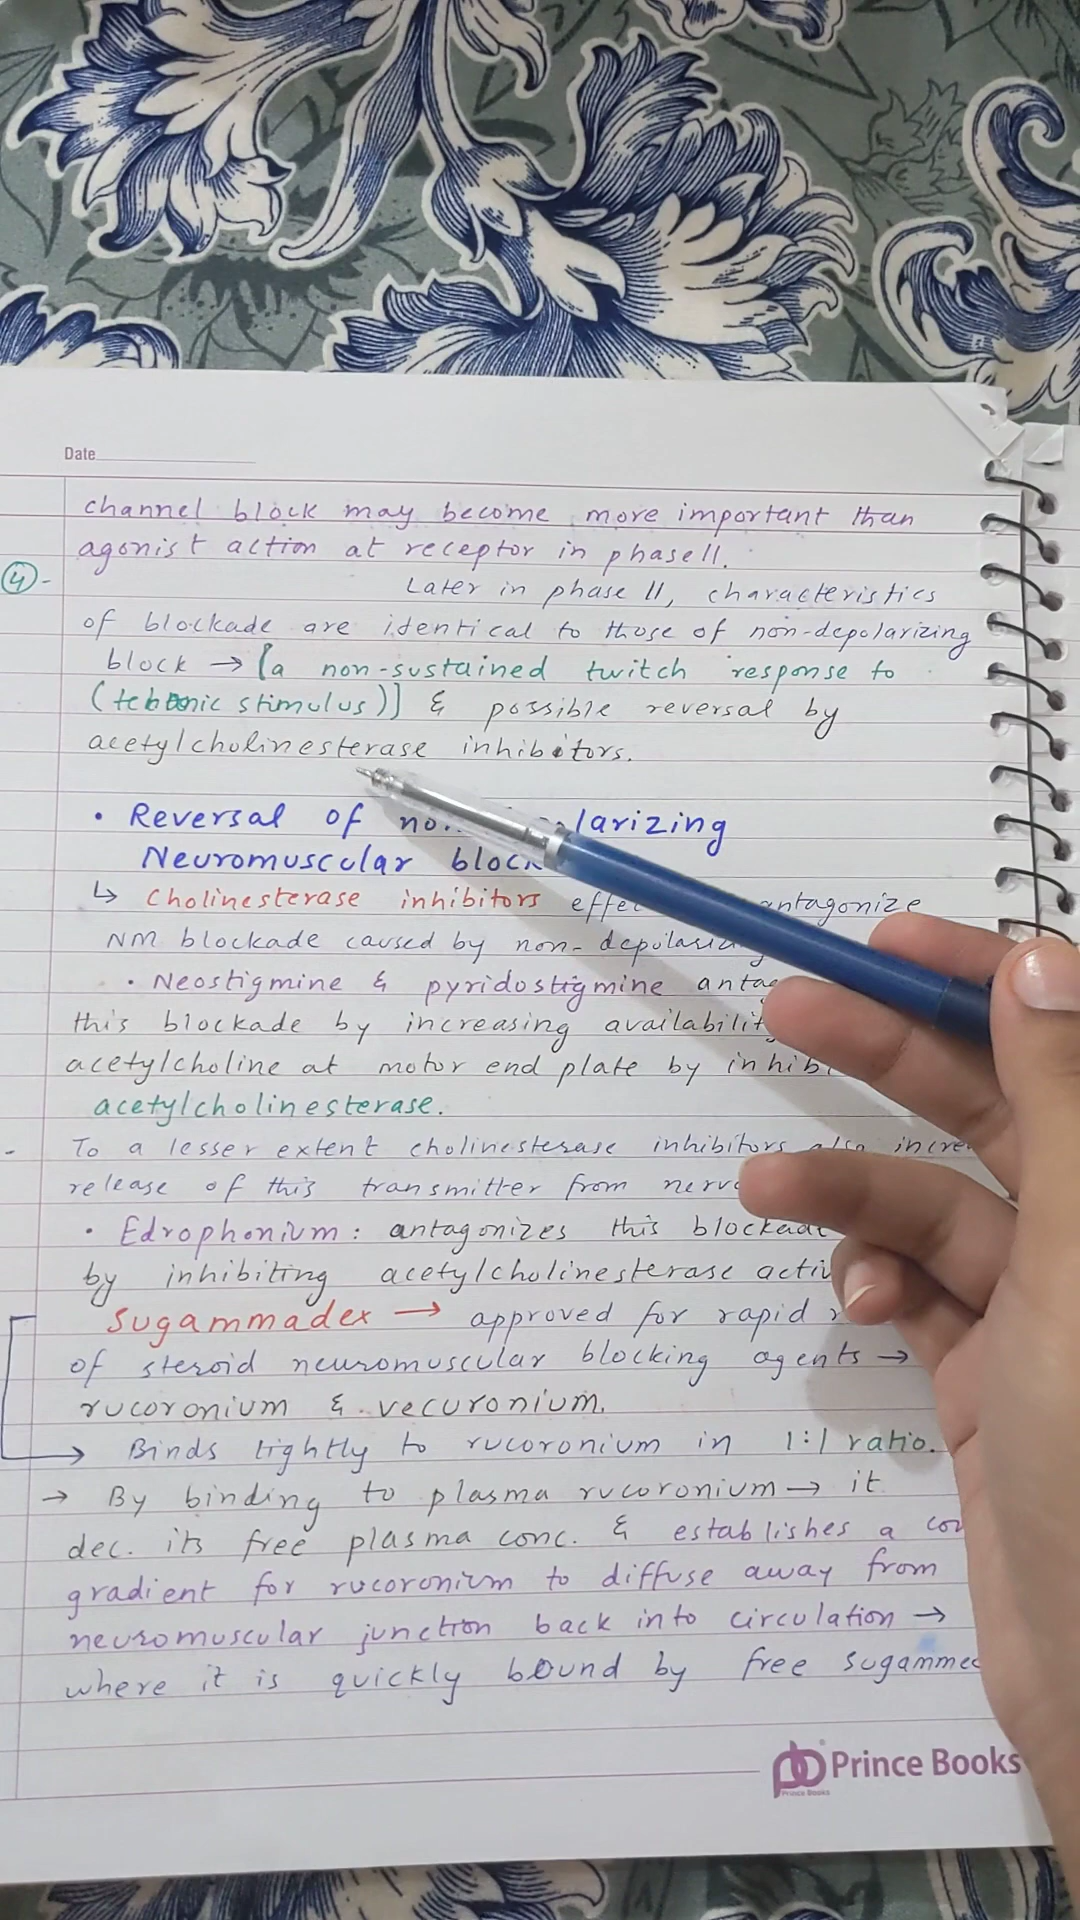 Date
channel block may become more important than
agonist action at receptor in phase II.
④-
Later in phase II, characteristics
of blockade are identical to those of non-depolarizing
block → [a non-sustained twitch response to
(tetanic stimulus)] & possible reversal by
acetylcholinesterase inhibitors.
• Reversal of larizing
Neuromuscular
↳ Cholinesterase inhibitors antagonize
NM blockade caused by non-
• Neostigmine & pyridostigmine
this blockade by increasing
acetylcholine at motor end plate by
acetylcholinesterase.
- To a lesser extent cholinesterase inhibitors also
release of this transmitter from
• Edrophonium: antagonizes this
by inhibiting acetylcholinesterase
Sugammadex → approved for rapid
of steroid neuromuscular blocking agents →
rucoronium & vecuronium.
→ Binds tightly to rucoronium in 1:1 ratio.
→ By binding to plasma rucoronium → it
dec. its free plasma conc. & establishes a
gradient for rucoronium to diffuse away from
neuromuscular junction back into circulation →
where it is quickly bound by free
pb Prince Books
Prince Books